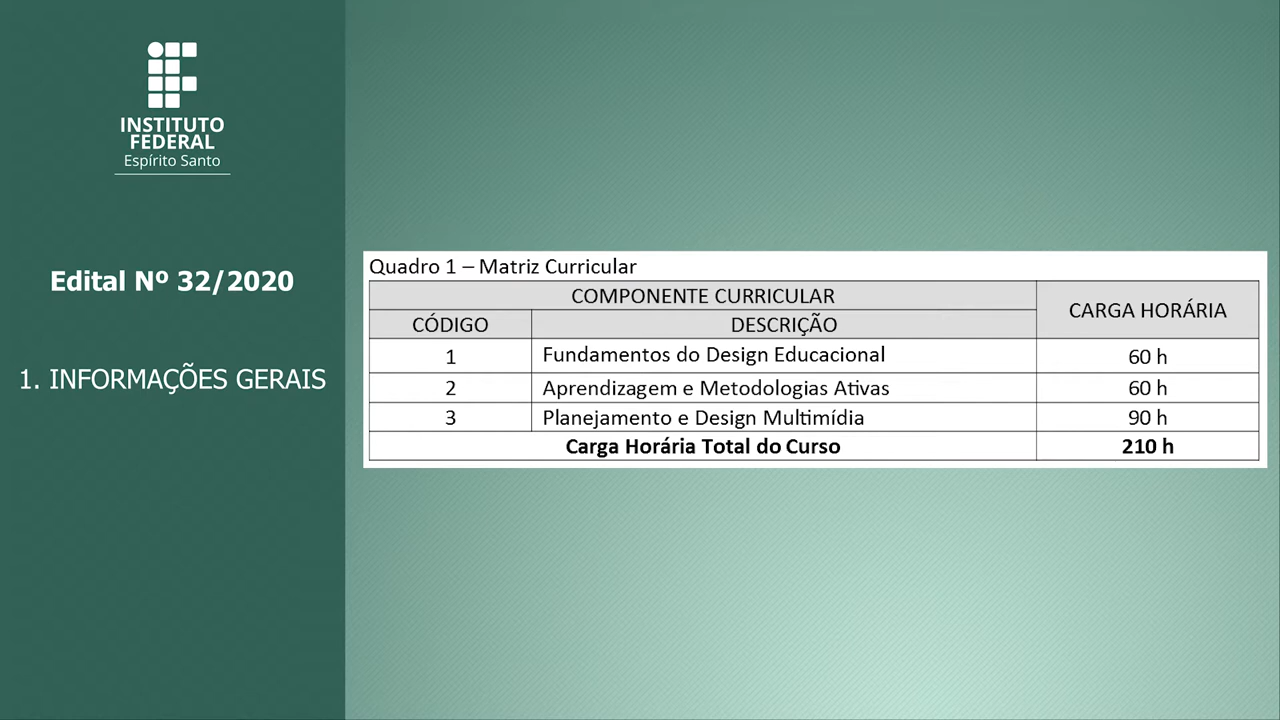 INSTITUTO
FEDERAL
Espírito Santo
Edital Nº 32/2020
1. INFORMAÇÕES GERAIS
Quadro 1 – Matriz Curricular
COMPONENTE CURRICULAR
CARGA HORÁRIA
CÓDIGO DESCRIÇÃO
1 Fundamentos do Design Educacional 60 h
2 Aprendizagem e Metodologias Ativas 60 h
3 Planejamento e Design Multimídia 90 h
Carga Horária Total do Curso 210 h